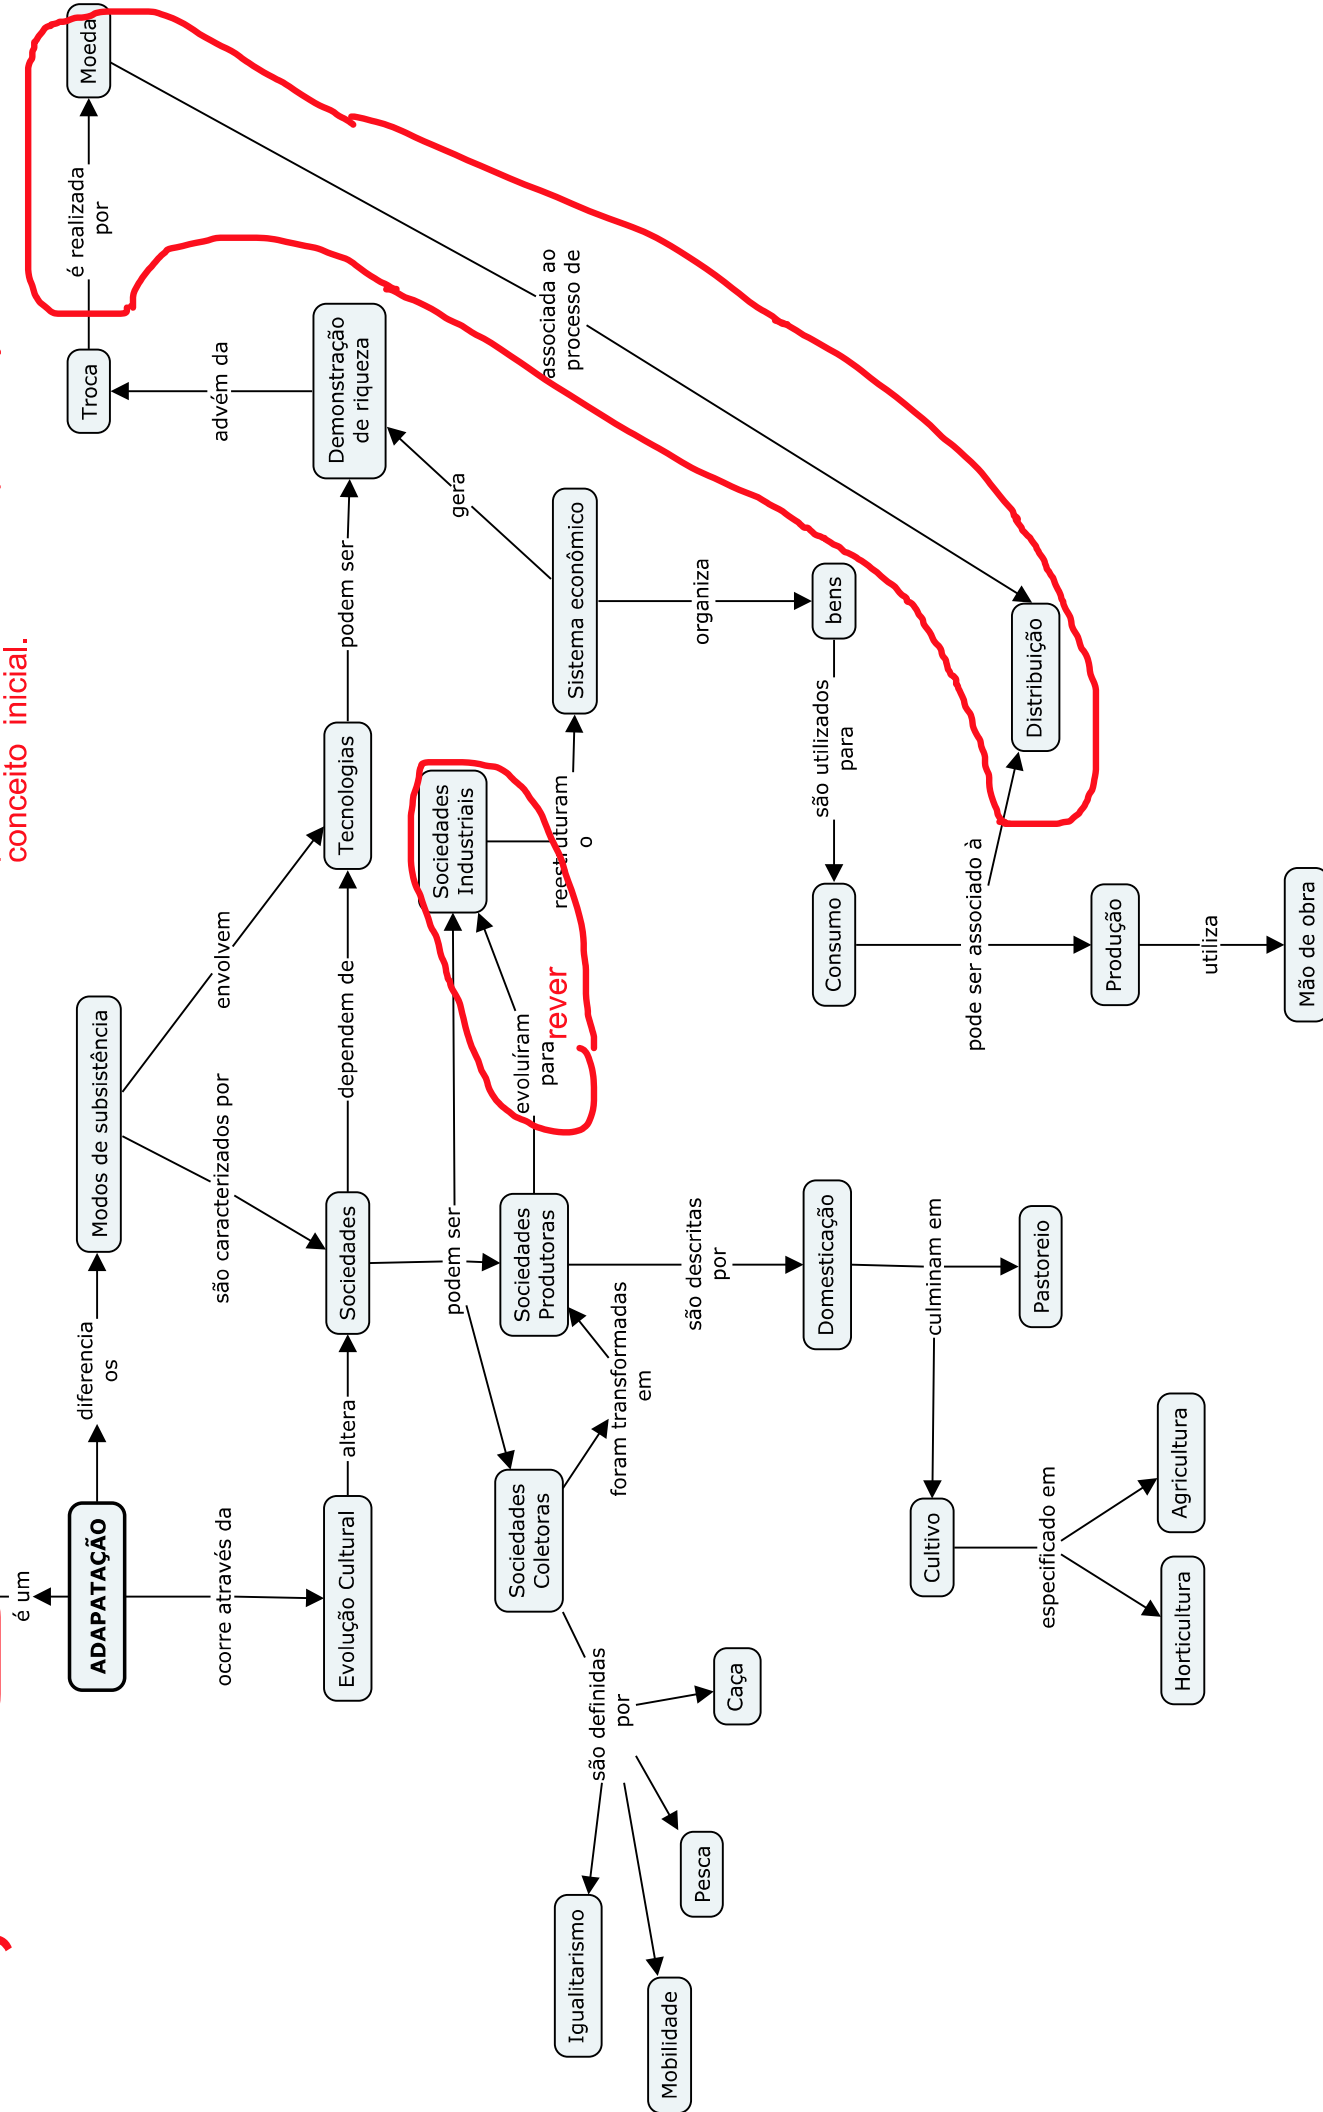 conceito inicial.
é um
ADAPATAÇÃO
diferencia
os
Modos de subsistência
envolvem
são caracterizados por
ocorre através da
Evolução Cultural
altera
Sociedades
dependem de
Tecnologias
podem ser
Demonstração
de riqueza
advém da
Troca
é realizada
por
Moeda
associada ao
processo de
Distribuição
podem ser
Sociedades
Coletoras
Sociedades
Produtoras
Sociedades
Industriais
foram transformadas
em
evoluíram
para
rever
reestruturam
o
Sistema econômico
gera
organiza
bens
são utilizados
para
Consumo
pode ser associado à
Produção
utiliza
Mão de obra
são descritas
por
Domesticação
culminam em
Pastoreio
Cultivo
especificado em
Horticultura
Agricultura
são definidas
por
Igualitarismo
Mobilidade
Pesca
Caça